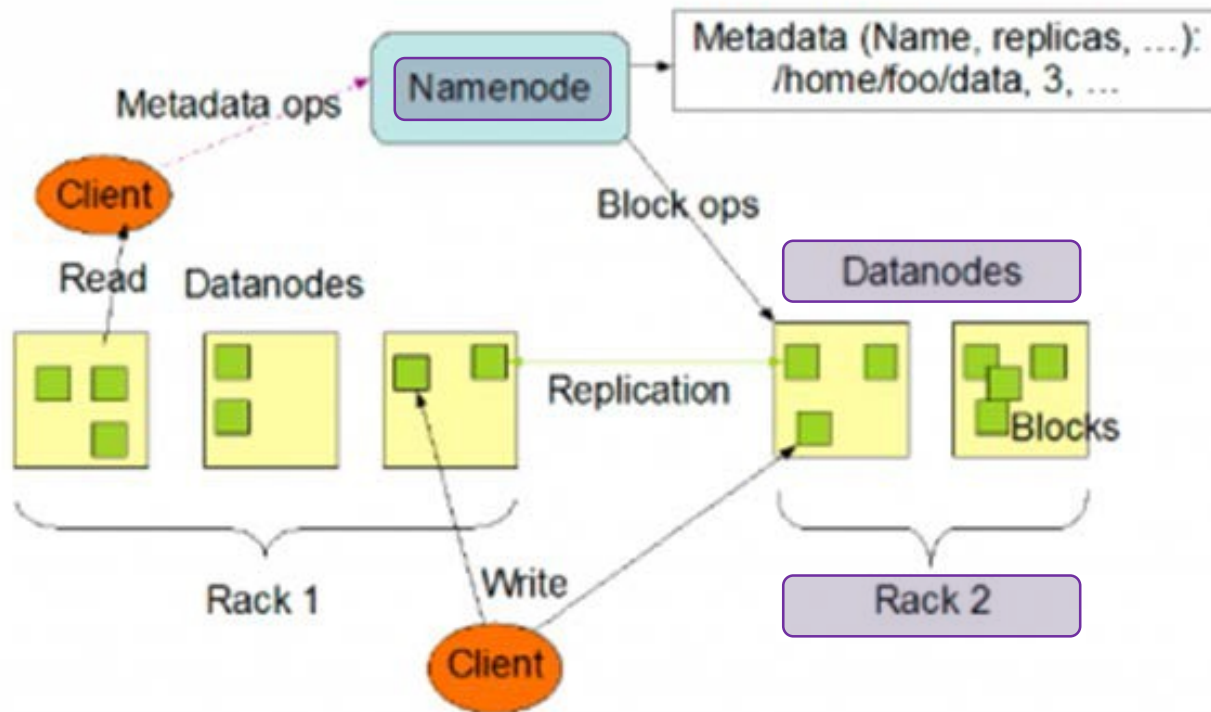 Metadata (Name, replicas, ...):
/home/foo/data, 3, ...
Namenode
Metadata ops
Client
Block ops
Read
Datanodes
Datanodes
Replication
Blocks
Rack 1
Write
Rack 2
Client